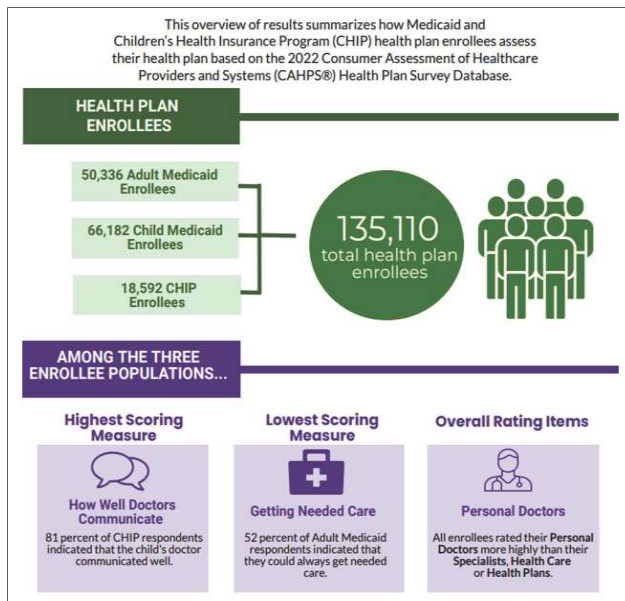 This overview of results summarizes how Medicaid and
Children's Health Insurance Program (CHIP) health plan enrollees assess
their health plan based on the 2022 Consumer Assessment of Healthcare
Providers and Systems (CAHPS®) Health Plan Survey Database.
HEALTH PLAN
ENROLLEES
50,336 Adult Medicaid
Enrollees
66,182 Child Medicaid
Enrollees
18,592 CHIP
Enrollees
135,110
total health plan
enrollees
AMONG THE THREE
ENROLLEE POPULATIONS...
Highest Scoring
Measure
How Well Doctors
Communicate
81 percent of CHIP respondents
indicated that the child's doctor
communicated well.
Lowest Scoring
Measure
Getting Needed Care
52 percent of Adult Medicaid
respondents indicated that
they could always get needed
care.
Overall Rating Items
Personal Doctors
All enrollees rated their Personal
Doctors more highly than their
Specialists, Health Care
or Health Plans.